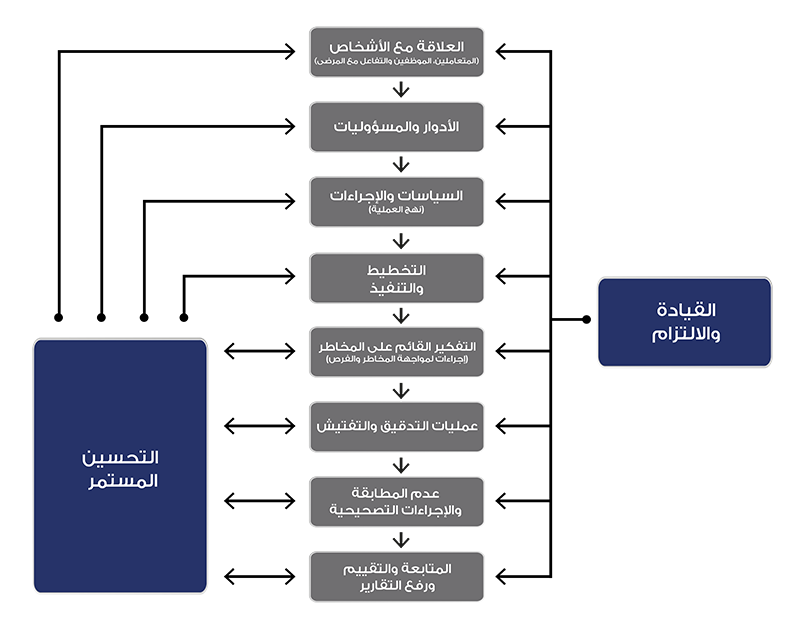 العلاقة مع الأشخاص
(المتعاملين، الموظفين والتفاعل مع المرضى)
الأدوار والمسؤوليات
السياسات والإجراءات
(نهج العملية)
التخطيط
والتنفيذ
القيادة
والالتزام
التفكير القائم على المخاطر
(إجراءات لمواجهة المخاطر والفرص)
عمليات التدقيق والتفتيش
التحسين
المستمر
عدم المطابقة
والإجراءات التصحيحية
المتابعة والتقييم
ورفع التقارير